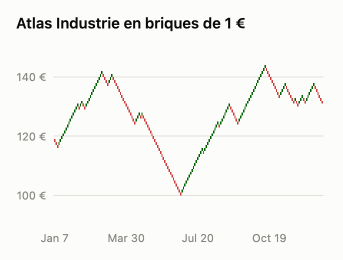 Atlas Industrie en briques de 1 €
140 €
120 €
100 €
Jan 7 Mar 30 Jul 20 Oct 19